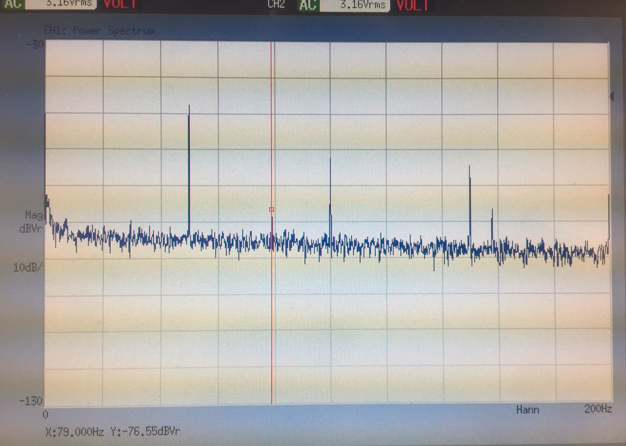 AC 3.16Vrms VOLT CH2 AC 3.16Vrms VOLT
CH1: Power Spectrum
-30
Mag
dBVr
10dB/
-130
0 Hann 200Hz
X:79.000Hz Y:-76.55dBVr